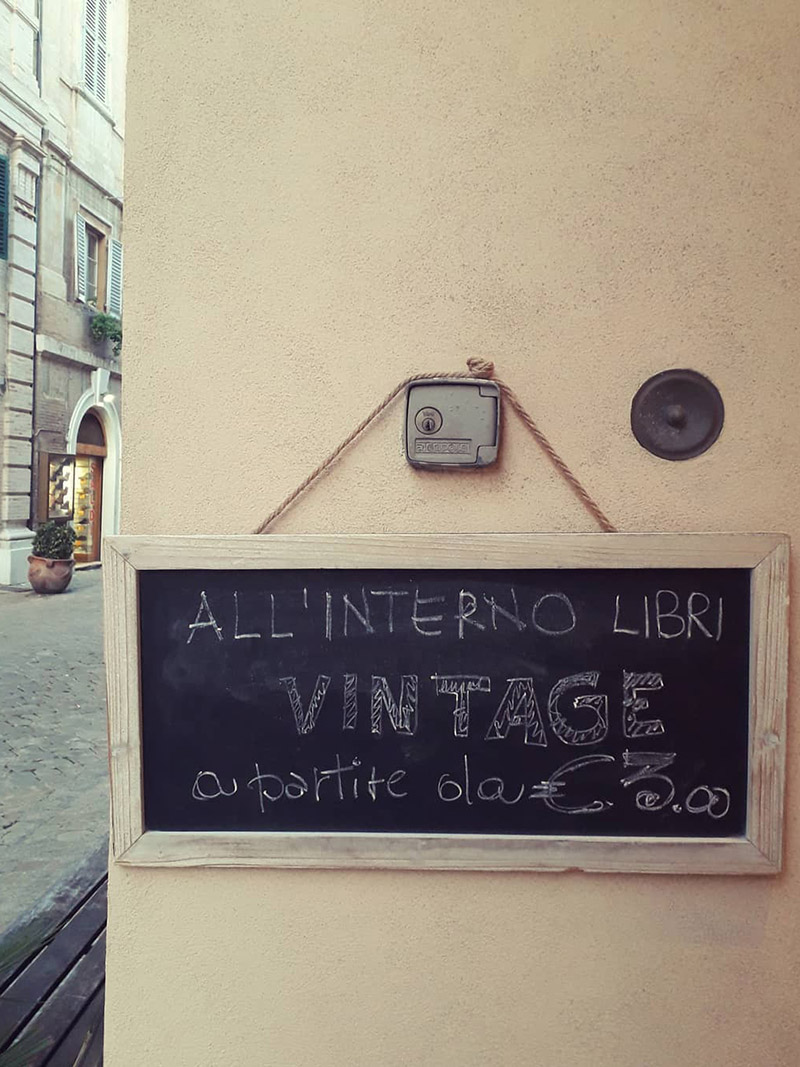 ALL'INTERNO LIBRI
VINTAGE
a partire da € 3.00